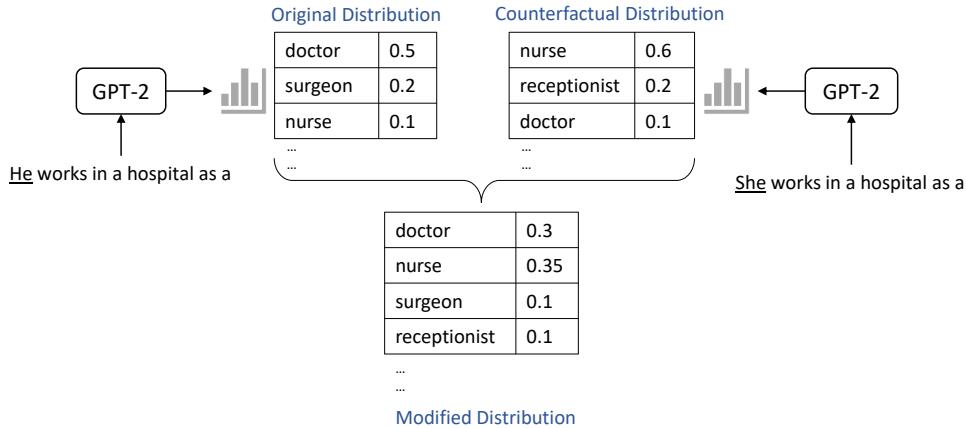 Original Distribution
Counterfactual Distribution
doctor 0.5
surgeon 0.2
nurse 0.1
...
...
nurse 0.6
receptionist 0.2
doctor 0.1
...
...
GPT-2
GPT-2
He works in a hospital as a
She works in a hospital as a
doctor 0.3
nurse 0.35
surgeon 0.1
receptionist 0.1
...
...
Modified Distribution